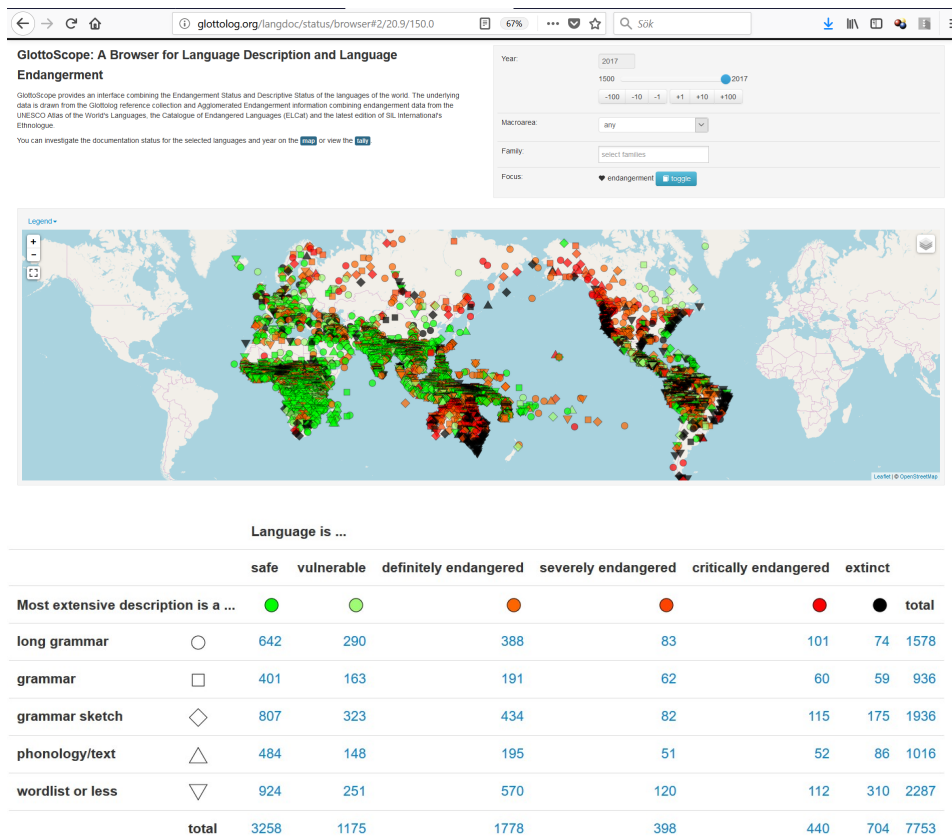 glottolog.org/langdoc/status/browser#2/20.9/150.0
67%
Sök
GlottoScope: A Browser for Language Description and Language
Endangerment
GlottoScope provides an interface combining the Endangerment Status and Descriptive Status of the languages of the world. The underlying
data is drawn from the Glottolog reference collection and Agglomerated Endangerment information combining endangerment data from the
UNESCO Atlas of the World's Languages, the Catalogue of Endangered Languages (ELCat) and the latest edition of SIL International's
Ethnologue.
You can investigate the documentation status for the selected languages and year on the map or view the tally
Year:
2017
1500 2017
-100 -10 -1 +1 +10 +100
Macroarea:
any
Family:
select families
Focus:
endangerment toggle
Legend
+
−
Leaflet | © OpenStreetMap
Language is ...
safe vulnerable definitely endangered severely endangered critically endangered extinct
Most extensive description is a ... total
long grammar 642 290 388 83 101 74 1578
grammar 401 163 191 62 60 59 936
grammar sketch 807 323 434 82 115 175 1936
phonology/text 484 148 195 51 52 86 1016
wordlist or less 924 251 570 120 112 310 2287
total 3258 1175 1778 398 440 704 7753